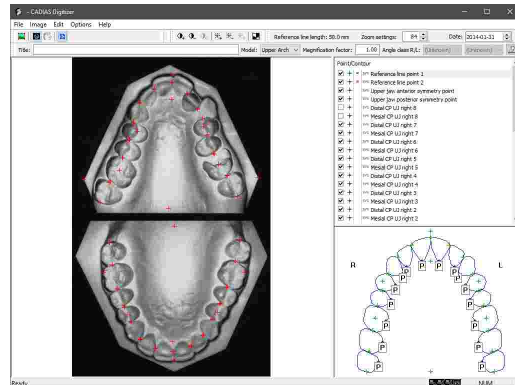 - CADIAS Digitizer
File Image Edit Options Help
Reference line length: 58.0 mm Zoom settings: 84 Date: 2014-01-31
Title: Model: Upper Arch Magnification factor: 1.00 Angle class R/L: (Unknown) (Unknown)
Point/Contour
Reference line point 1
Reference line point 2
Upper jaw anterior symmetry point
Upper jaw posterior symmetry point
Distal CP UJ right 8
Mesial CP UJ right 8
Distal CP UJ right 7
Mesial CP UJ right 7
Distal CP UJ right 6
Mesial CP UJ right 6
Distal CP UJ right 5
Mesial CP UJ right 5
Distal CP UJ right 4
Mesial CP UJ right 4
Distal CP UJ right 3
Mesial CP UJ right 3
Distal CP UJ right 2
Mesial CP UJ right 2
R L
P P P P
P P
P P
P P
P P
P P
Ready NUM